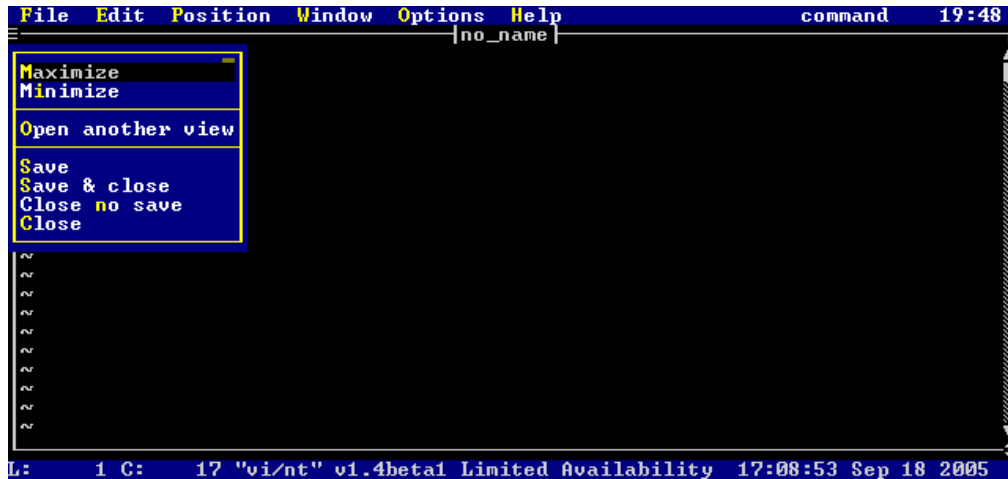 File Edit Position Window Options Help command 19:48
no_name
Maximize
Minimize
Open another view
Save
Save & close
Close no save
Close
~
~
~
~
~
~
~
~
~
~
L: 1 C: 17 "vi/nt" v1.4beta1 Limited Availability 17:08:53 Sep 18 2005